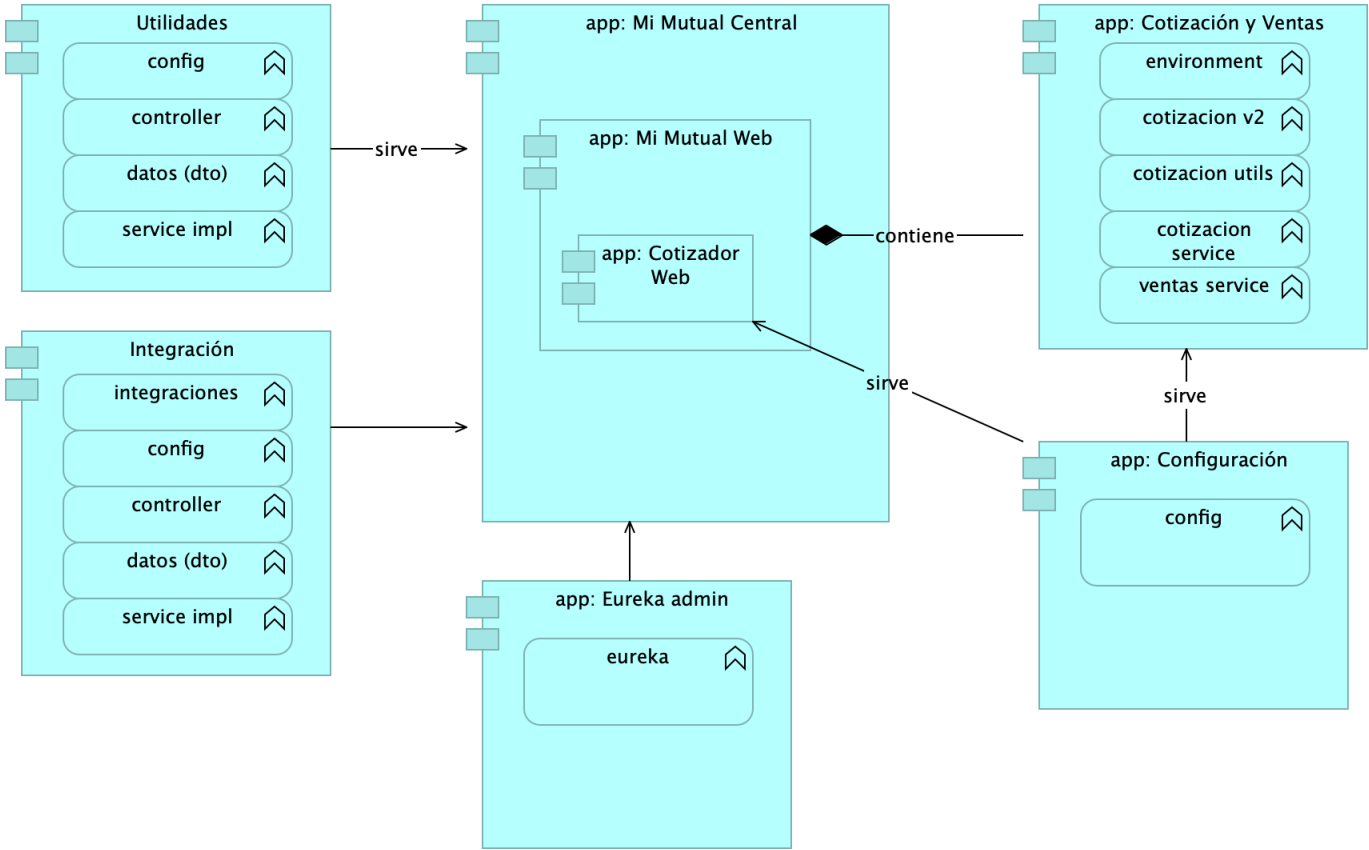 Utilidades
config
controller
datos (dto)
service impl
sirve
Integración
integraciones
config
controller
datos (dto)
service impl
app: Mi Mutual Central
app: Mi Mutual Web
app: Cotizador
Web
contiene
sirve
app: Eureka admin
eureka
app: Cotización y Ventas
environment
cotizacion v2
cotizacion utils
cotizacion
service
ventas service
sirve
app: Configuración
config